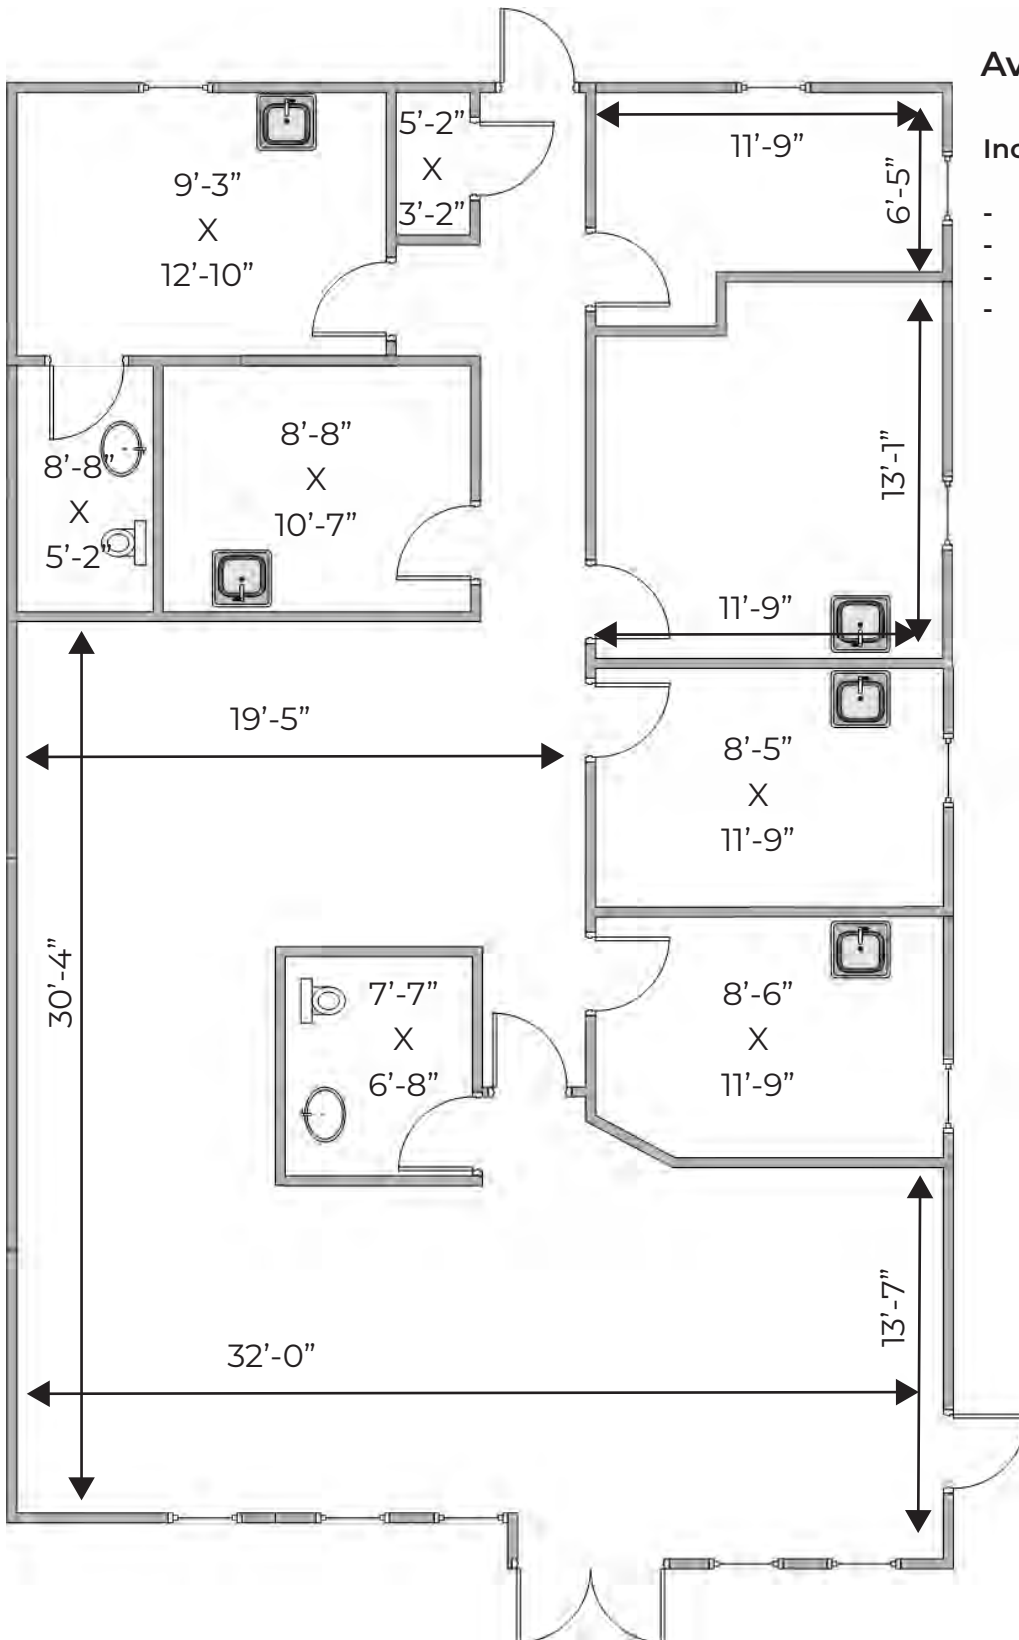 Av
Inc
-
-
-
-
5’-2”
X
3’-2”
11’-9”
6’-5”
9’-3”
X
12’-10”
8’-8”
X
10’-7”
8’-8”
X
5’-2”
13’-1”
11’-9”
19’-5”
8’-5”
X
11’-9”
30’-4”
7’-7”
X
6’-8”
8’-6”
X
11’-9”
13’-7”
32’-0”